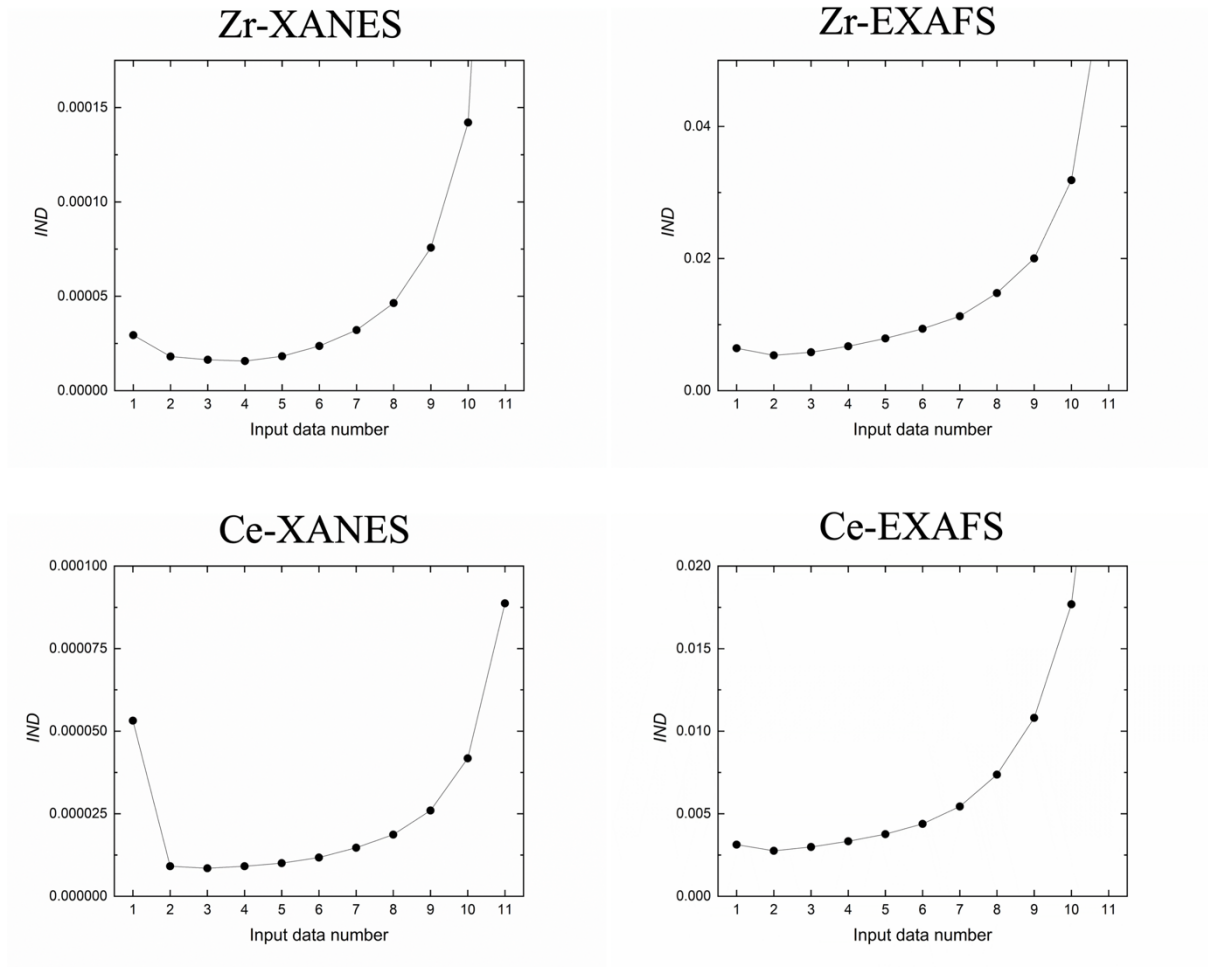 Zr-XANES
0.00015
0.00010
0.00005
0.00000
IND
1 2 3 4 5 6 7 8 9 10 11
Input data number
Zr-EXAFS
0.04
0.02
0.00
IND
1 2 3 4 5 6 7 8 9 10 11
Input data number
Ce-XANES
0.000100
0.000075
0.000050
0.000025
0.000000
IND
1 2 3 4 5 6 7 8 9 10 11
Input data number
Ce-EXAFS
0.020
0.015
0.010
0.005
0.000
IND
1 2 3 4 5 6 7 8 9 10 11
Input data number